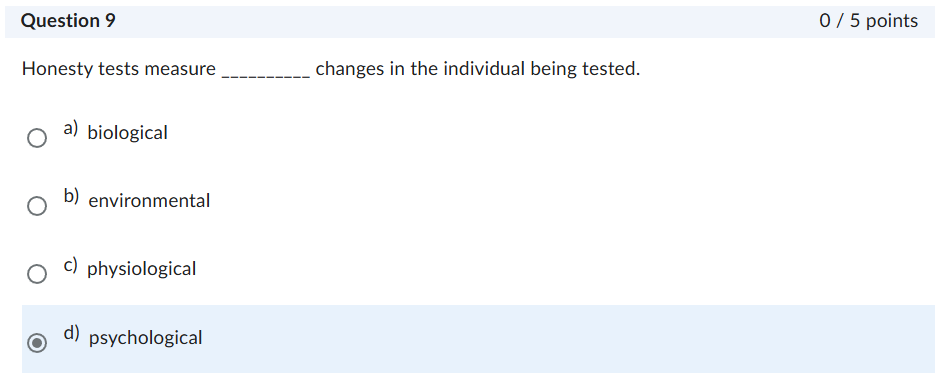 Question 9 0 / 5 points
Honesty tests measure __________ changes in the individual being tested.
a) biological
b) environmental
c) physiological
d) psychological